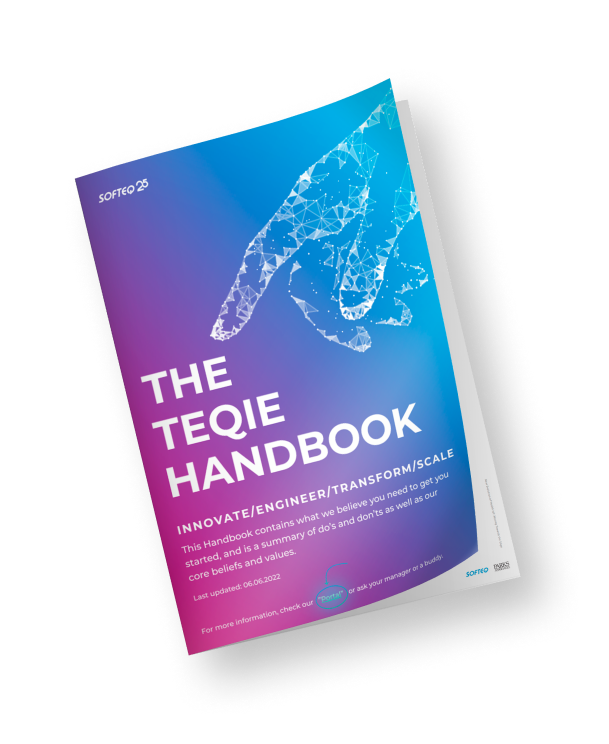 SOFTEQ 25
THE
TEQIE
HANDBOOK
INNOVATE/ENGINEER/TRANSFORM/SCALE
This Handbook contains what we believe you need to get you
started, and is a summary of do's and don'ts as well as our
core beliefs and values.
Last updated: 06.06.2022
For more information, check our "Portal" or ask your manager or a buddy.
SOFTEQ